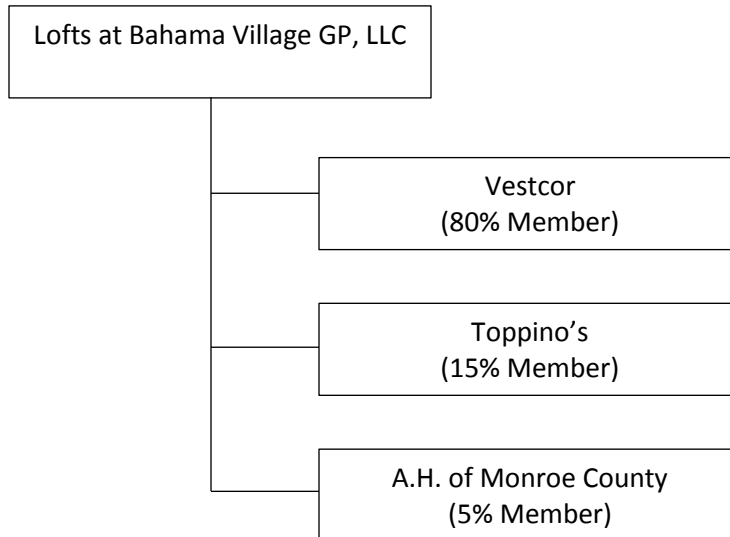 Lofts at Bahama Village GP, LLC
Vestcor
(80% Member)
Toppino’s
(15% Member)
A.H. of Monroe County
(5% Member)